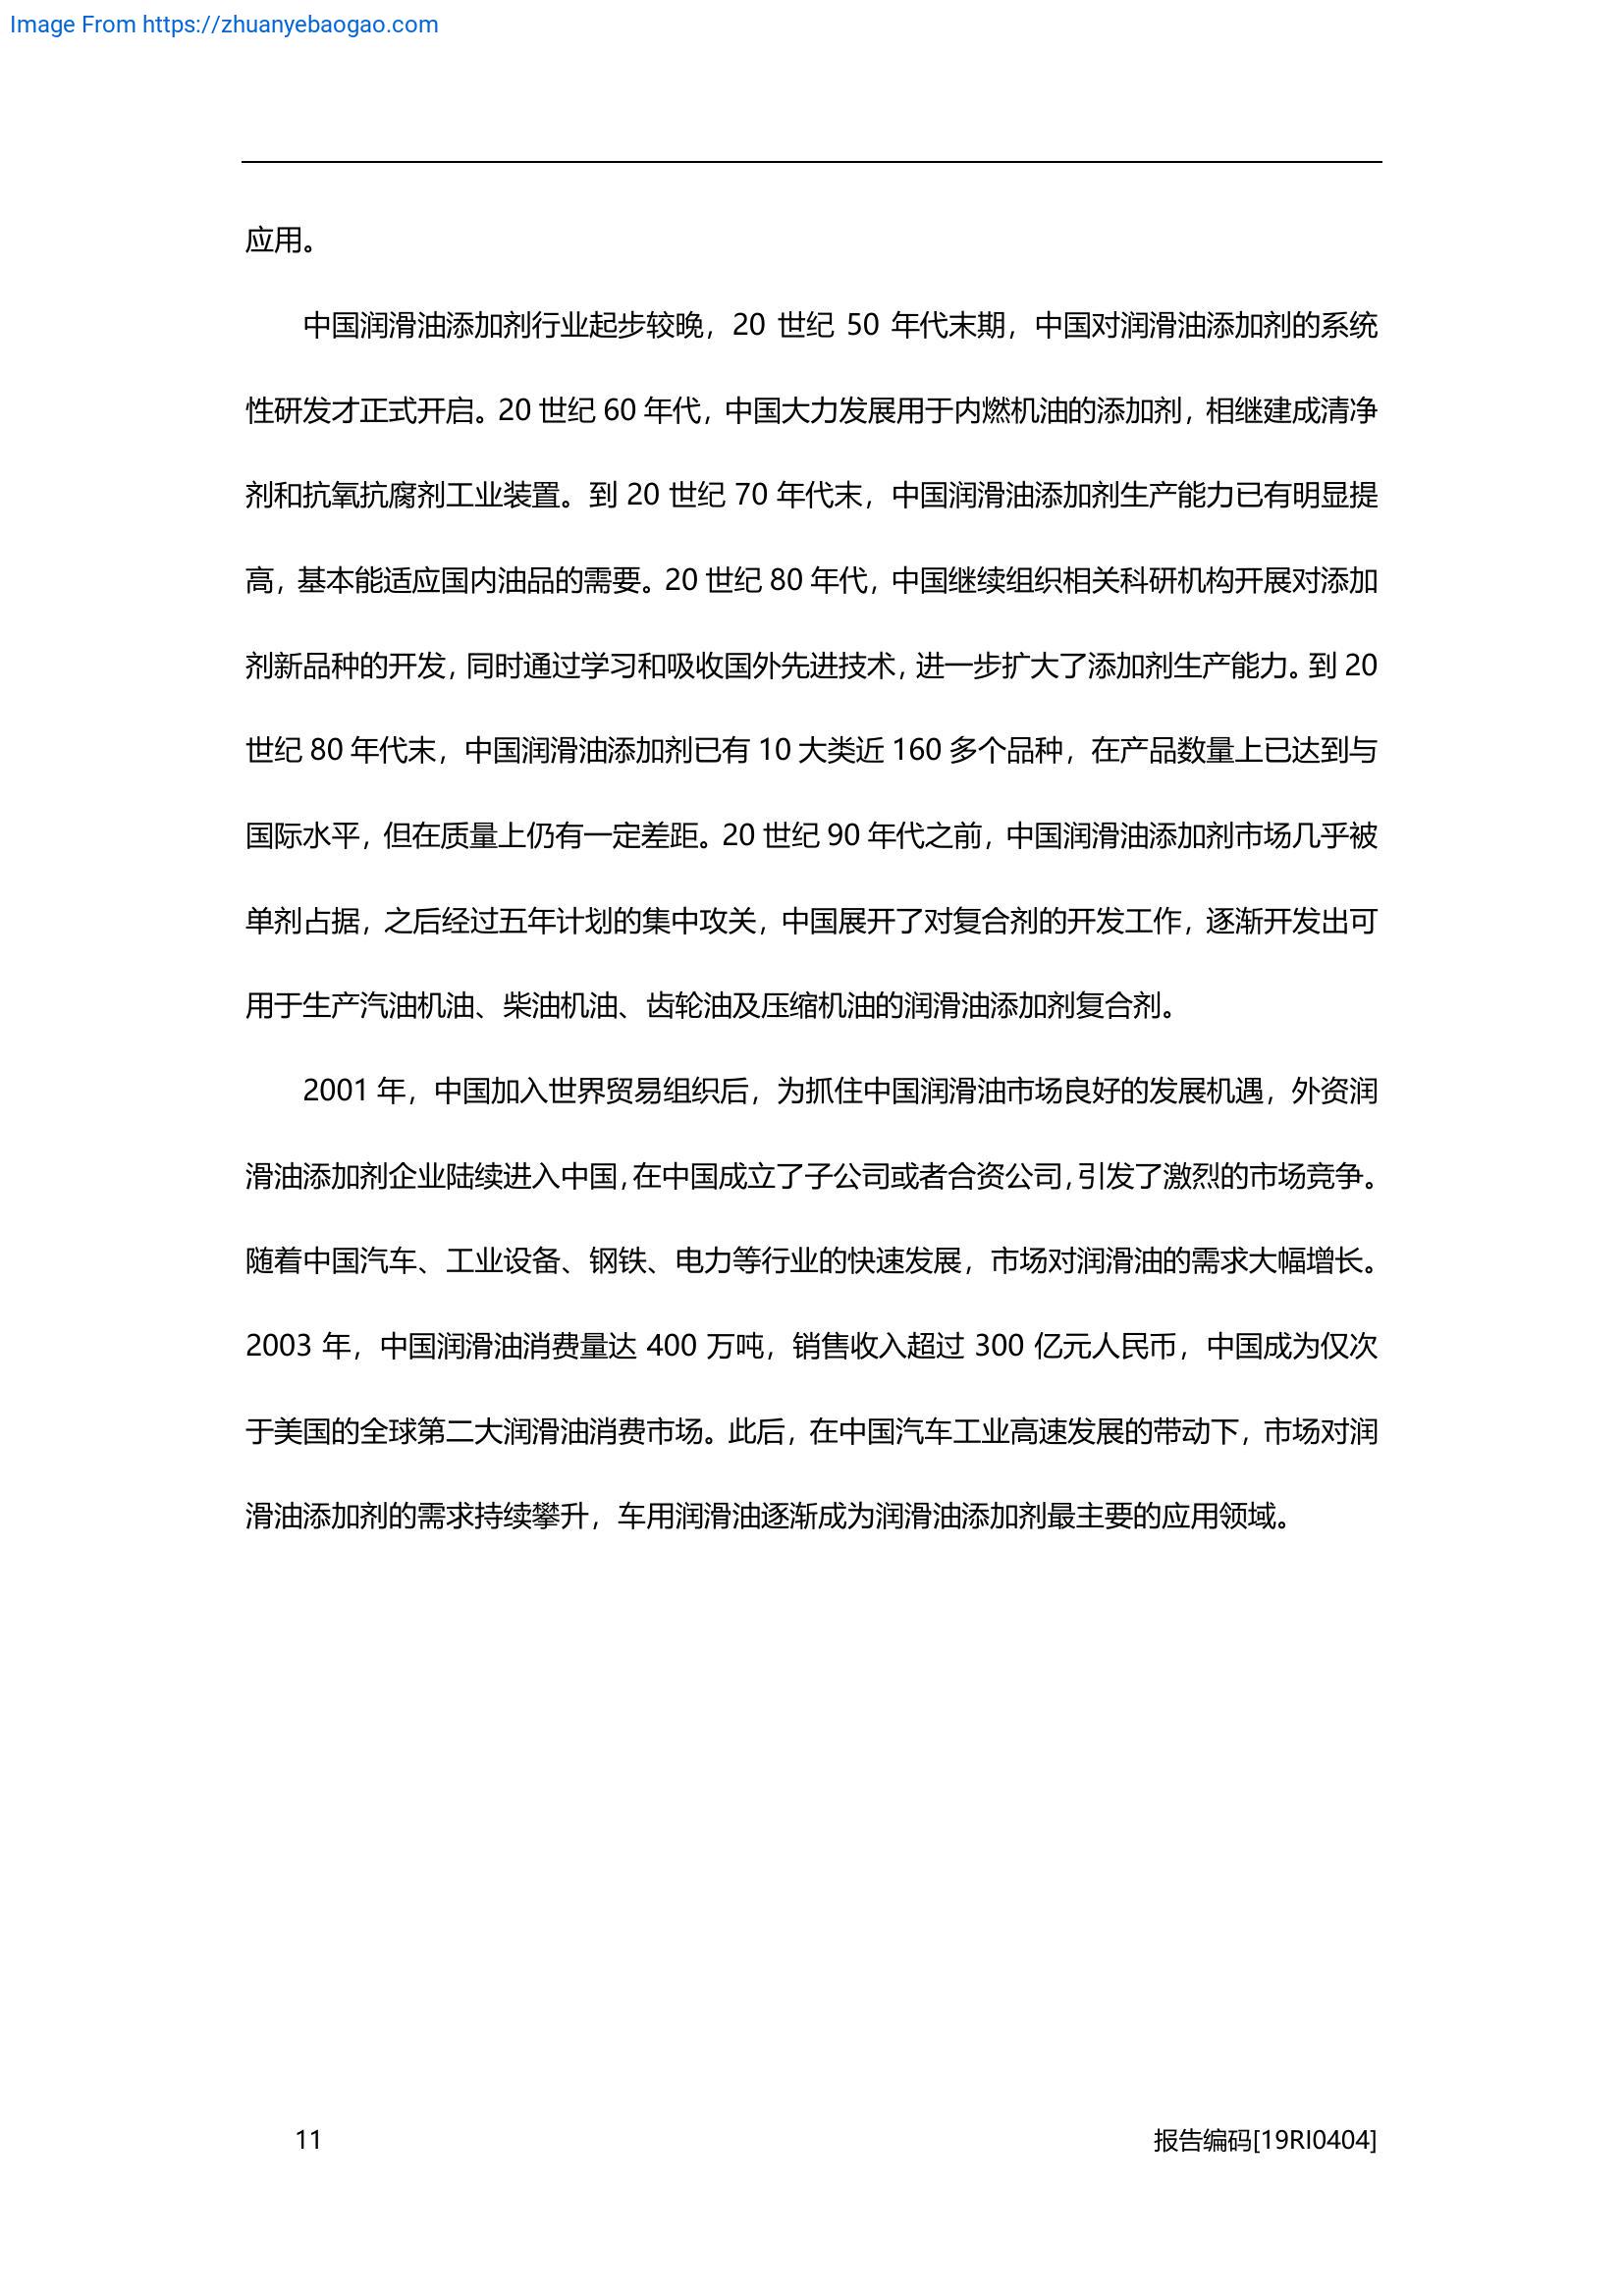 Image From https://zhuanyebaogao.com
应用。
中国润滑油添加剂行业起步较晚，20 世纪 50 年代末期，中国对润滑油添加剂的系统
性研发才正式开启。20 世纪 60 年代，中国大力发展用于内燃机油的添加剂，相继建成清净
剂和抗氧抗腐剂工业装置。到 20 世纪 70 年代末，中国润滑油添加剂生产能力已有明显提
高，基本能适应国内油品的需要。20 世纪 80 年代，中国继续组织相关科研机构开展对添加
剂新品种的开发，同时通过学习和吸收国外先进技术，进一步扩大了添加剂生产能力。到 20
世纪 80 年代末，中国润滑油添加剂已有 10 大类近 160 多个品种，在产品数量上已达到与
国际水平，但在质量上仍有一定差距。20 世纪 90 年代之前，中国润滑油添加剂市场几乎被
单剂占据，之后经过五年计划的集中攻关，中国展开了对复合剂的开发工作，逐渐开发出可
用于生产汽油机油、柴油机油、齿轮油及压缩机油的润滑油添加剂复合剂。
2001 年，中国加入世界贸易组织后，为抓住中国润滑油市场良好的发展机遇，外资润
滑油添加剂企业陆续进入中国，在中国成立了子公司或者合资公司，引发了激烈的市场竞争。
随着中国汽车、工业设备、钢铁、电力等行业的快速发展，市场对润滑油的需求大幅增长。
2003 年，中国润滑油消费量达 400 万吨，销售收入超过 300 亿元人民币，中国成为仅次
于美国的全球第二大润滑油消费市场。此后，在中国汽车工业高速发展的带动下，市场对润
滑油添加剂的需求持续攀升，车用润滑油逐渐成为润滑油添加剂最主要的应用领域。
11 报告编码[19RI0404]